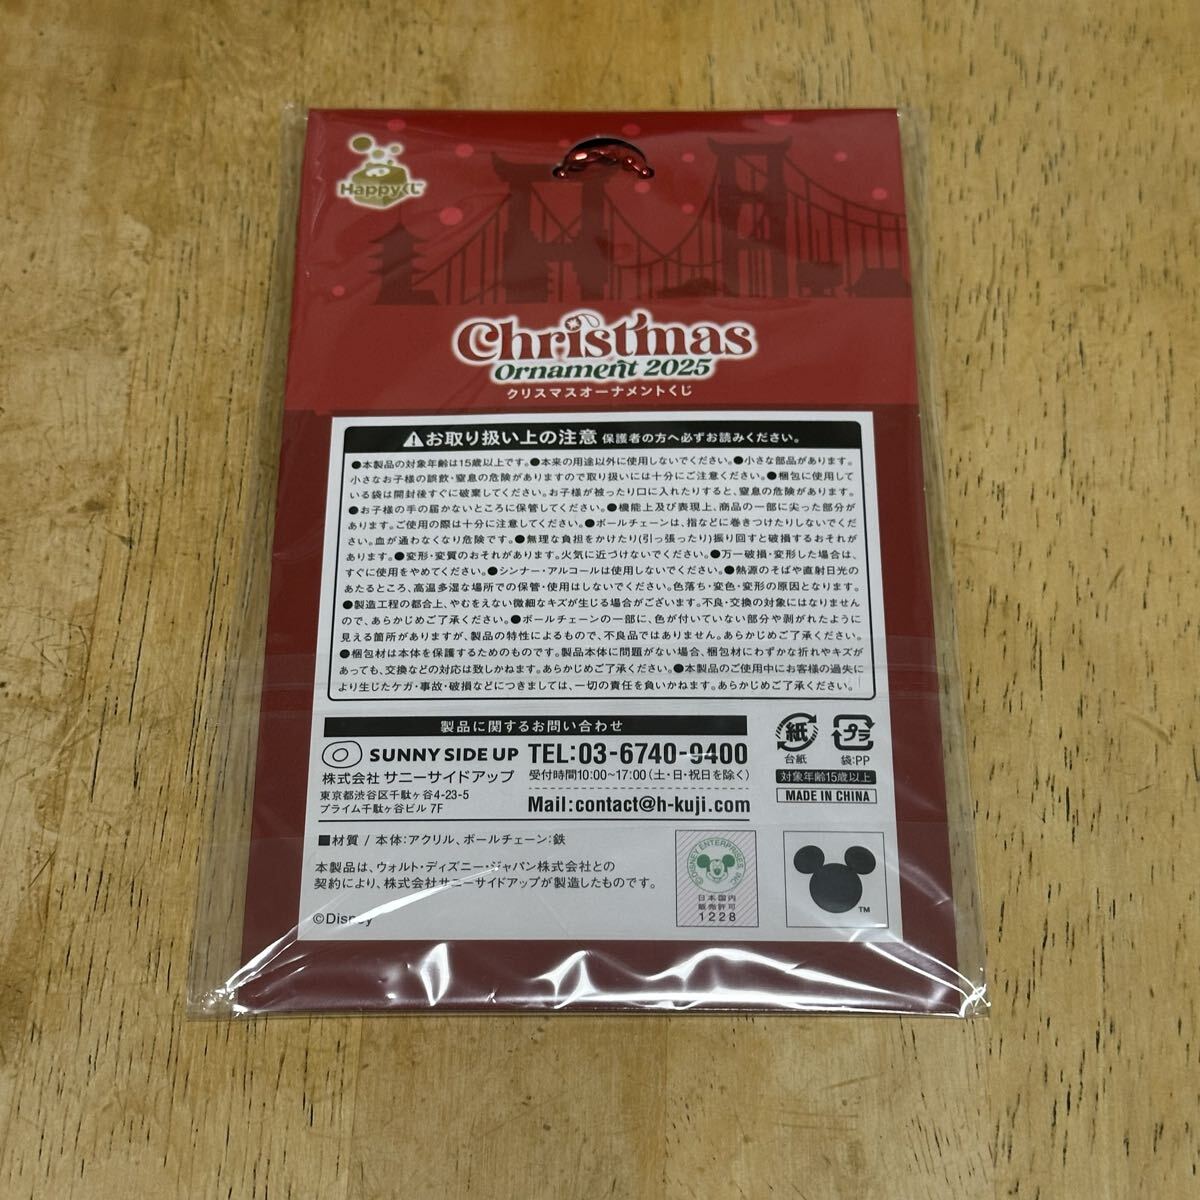 Happyくじ
Christmas
Ornament 2025
クリスマスオーナメントくじ
お取り扱い上の注意 保護者の方へ必ずお読みください。
●本製品の対象年齢は15歳以上です。●本来の用途以外に使用しないでください。●小さな部品があります。
小さなお子様の誤飲・窒息の危険がありますので取り扱いには十分にご注意ください。●梱包に使用して
いる袋は開封後すぐに破棄してください。お子様が被ったり口に入れたりすると、窒息の危険があります。
●お子様の手の届かないところに保管してください。●機能上及び表現上、商品の一部に尖った部分が
あります。ご使用の際は十分に注意してください。●ボールチェーンは、指などに巻きつけたりしないでくだ
さい。血が通わなくなり危険です。●無理な負担をかけたり(引っ張ったり)振り回すと破損するおそれが
あります。●変形・変質のおそれがあります。火気に近づけないでください。●万一破損・変形した場合は、
すぐに使用をやめてください。●シンナー・アルコールは使用しないでください。●熱源のそばや直射日光の
あたるところ、高温多湿な場所での保管・使用はしないでください。色落ち・変色・変形の原因となります。
●製造工程の都合上、やむをえない微細なキズが生じる場合がございます。不良・交換の対象にはなりません
ので、あらかじめご了承ください。●ボールチェーンの一部に、色が付いていない部分や剥がれたように
見える箇所がありますが、製品の特性によるもので、不良品ではありません。あらかじめご了承ください。
●梱包材は本体を保護するためのものです。製品本体に問題がない場合、梱包材にわずかな折れやキズが
あっても、交換などの対応は致しかねます。あらかじめご了承ください。●本製品のご使用中にお客様の過失に
より生じたケガ・事故・破損などにつきましては、一切の責任を負いかねます。あらかじめご了承ください。
製品に関するお問い合わせ
SUNNY SIDE UP
株式会社 サニーサイドアップ
東京都渋谷区千駄ヶ谷4-23-5
プライム千駄ヶ谷ビル 7F
TEL:03-6740-9400
受付時間10:00~17:00(土・日・祝日を除く)
Mail:contact@h-kuji.com
紙
台紙
プラ
袋:PP
対象年齢15歳以上
MADE IN CHINA
■材質 / 本体:アクリル、ボールチェーン:鉄
本製品は、ウォルト・ディズニー・ジャパン株式会社との
契約により、株式会社サニーサイドアップが製造したものです。
©Disney
©DISNEY ENTERPRISES INC
日本国内
販売許可
1228
TM